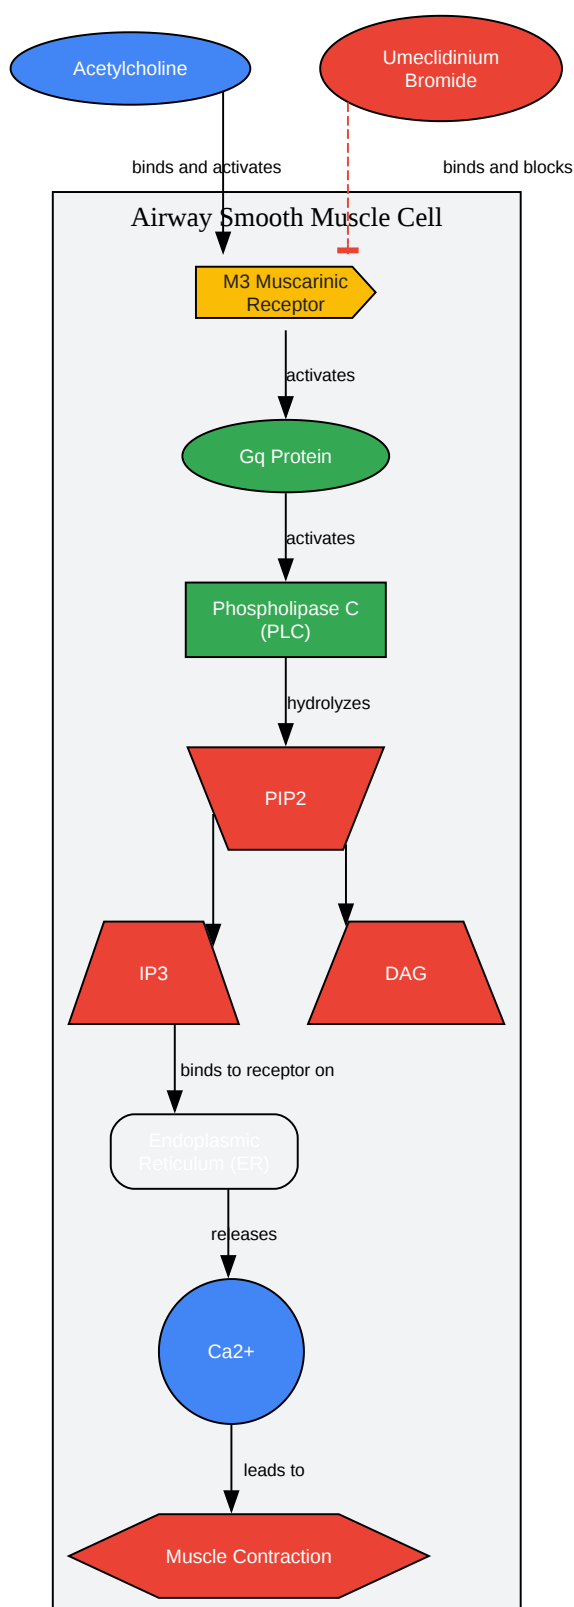 Acetylcholine
Umeclidinium
Bromide
binds and activates
binds and blocks
Airway Smooth Muscle Cell
M3 Muscarinic
Receptor
activates
Gq Protein
activates
Phospholipase C
(PLC)
hydrolyzes
PIP2
IP3
DAG
binds to receptor on
Endoplasmic
Reticulum (ER)
releases
Ca2+
leads to
Muscle Contraction